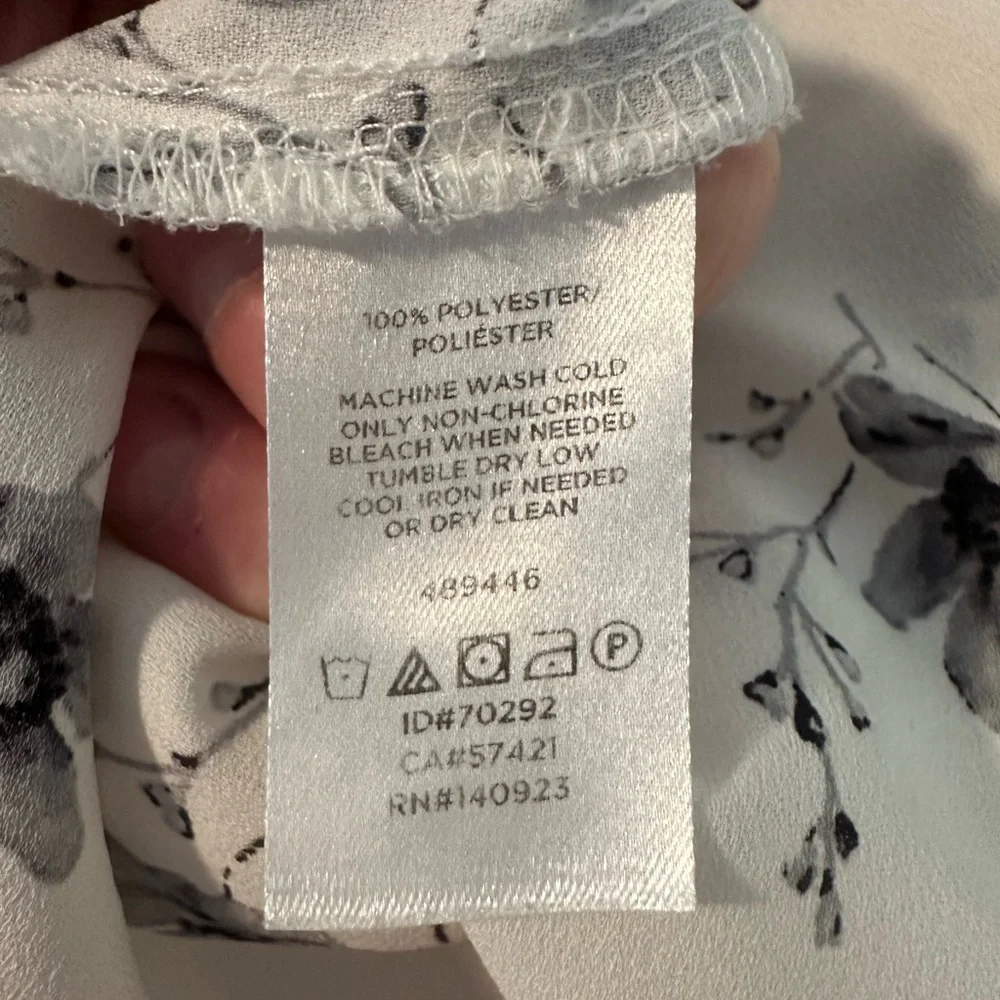 100% POLYESTER/
POLIÉSTER
MACHINE WASH COLD
ONLY NON-CHLORINE
BLEACH WHEN NEEDED
TUMBLE DRY LOW
COOL IRON IF NEEDED
OR DRY CLEAN
489446
P
ID#70292
CA#57421
RN#140923